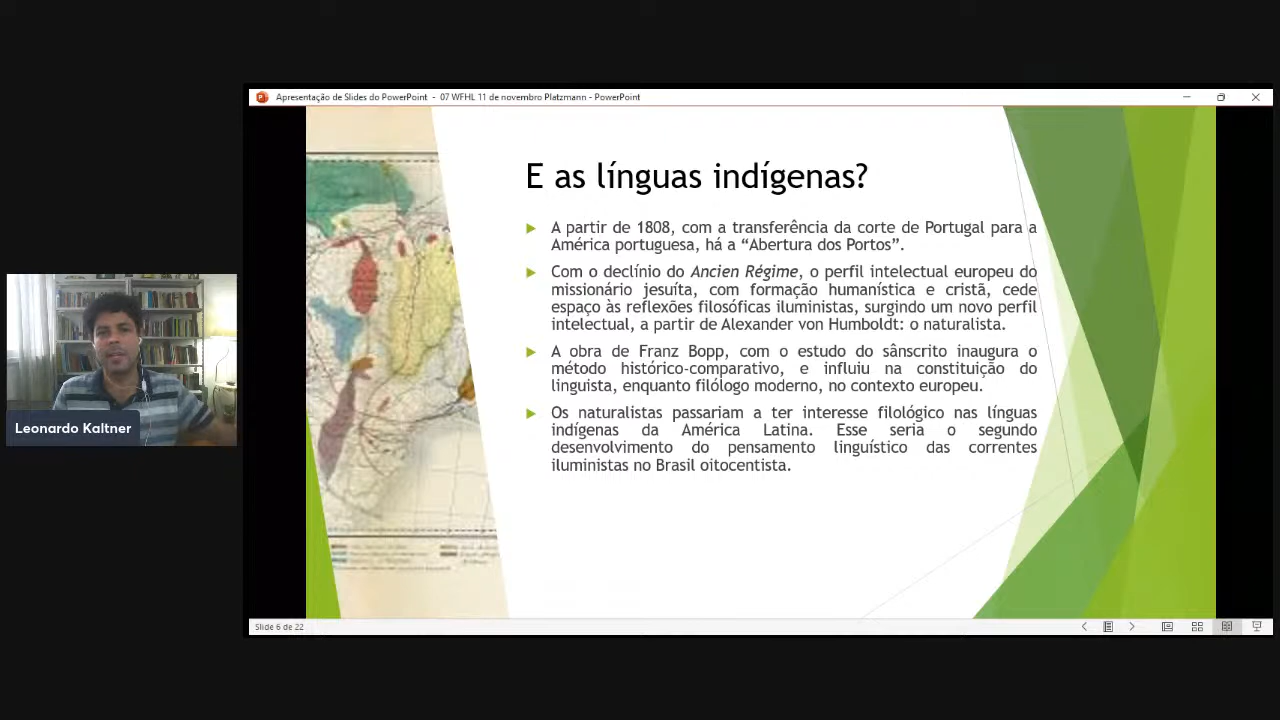 Apresentação de Slides do PowerPoint - 07 WFHL 11 de novembro Platzmann - PowerPoint
E as línguas indígenas?
A partir de 1808, com a transferência da corte de Portugal para a
América portuguesa, há a “Abertura dos Portos”.
Com o declínio do Ancien Régime, o perfil intelectual europeu do
missionário jesuíta, com formação humanística e cristã, cede
espaço às reflexões filosóficas iluministas, surgindo um novo perfil
intelectual, a partir de Alexander von Humboldt: o naturalista.
A obra de Franz Bopp, com o estudo do sânscrito inaugura o
método histórico-comparativo, e influiu na constituição do
linguista, enquanto filólogo moderno, no contexto europeu.
Os naturalistas passariam a ter interesse filológico nas línguas
indígenas da América Latina. Esse seria o segundo
desenvolvimento do pensamento linguístico das correntes
iluministas no Brasil oitocentista.
Leonardo Kaltner
Slide 6 de 22